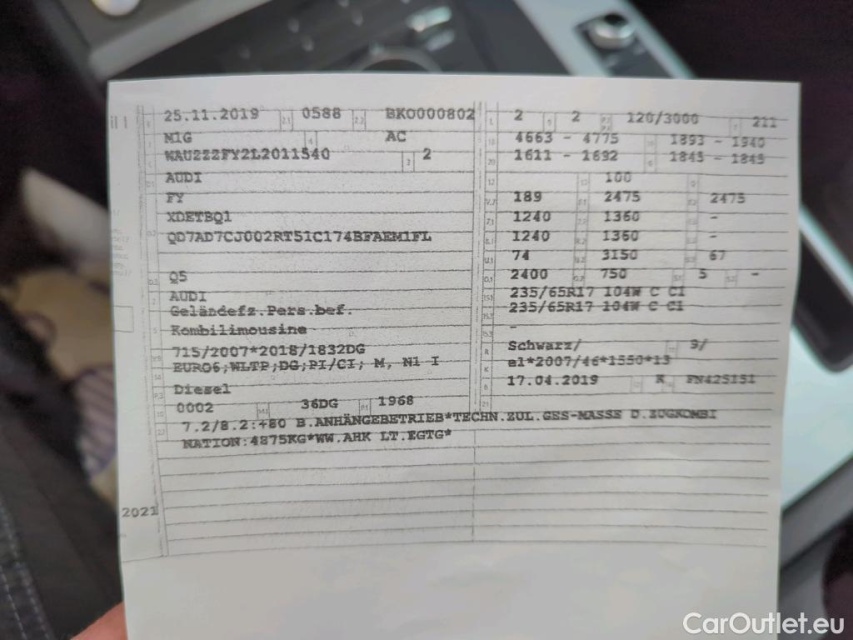 25.11.2019 0588 BKO000802
M1G AC
WAUZZZFY2L2011540 2
AUDI
FY
XDETBQ1
QD7AD7CJ002RT51C174BFAEM1FL
Q5
AUDI
Geländefz.Pers.bef.
Kombilimousine
715/2007*2018/1832DG
EURO6;WLTP;DG;PI/CI; M, N1 I
Diesel
0002 36DG 1968
7.2/8.2:+80 B.ANHÄNGEBETRIEB*TECHN.ZUL.GES-MASSE D.ZUGKOMBI
NATION:4875KG*WW.AHK LT.EGTG*
2021
2 2 120/3000 211
4663 - 4775 1893 - 1940
1611 - 1692 1845 - 1845
100
189 2475 2475
1240 1360 -
1240 1360 -
74 3150 67
2400 750 5 -
235/65R17 104W C CI
235/65R17 104W C CI
-
Schwarz/ 9/
e1*2007/46*1550*13
17.04.2019 K FN425151
CarOutlet.eu